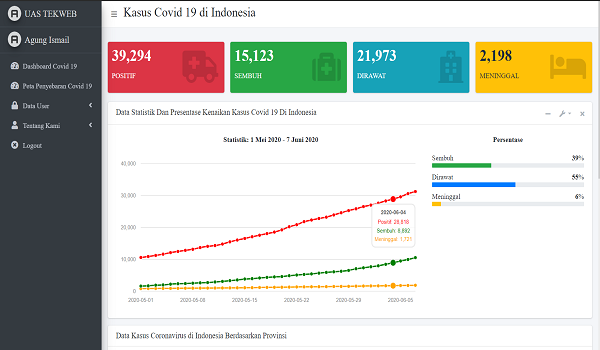 UAS TEKWEB
Agung Ismail
Dashboard Covid 19
Peta Penyebaran Covid 19
Data User
Tentang Kami
Logout
Kasus Covid 19 di Indonesia
39,294
POSITIF
15,123
SEMBUH
21,973
DIRAWAT
2,198
MENINGGAL
Data Statistik Dan Presentase Kenaikan Kasus Covid 19 Di Indonesia
Statistik: 1 Mei 2020 - 7 Juni 2020
40,000
30,000
20,000
10,000
0
2020-05-01
2020-05-08
2020-05-15
2020-05-22
2020-05-29
2020-06-05
2020-06-04
Positif: 28,818
Sembuh: 8,892
Meninggal: 1,721
Persentase
Sembuh 39%
Dirawat 55%
Meninggal 6%
Data Kasus Coronavirus di Indonesia Berdasarkan Provinsi